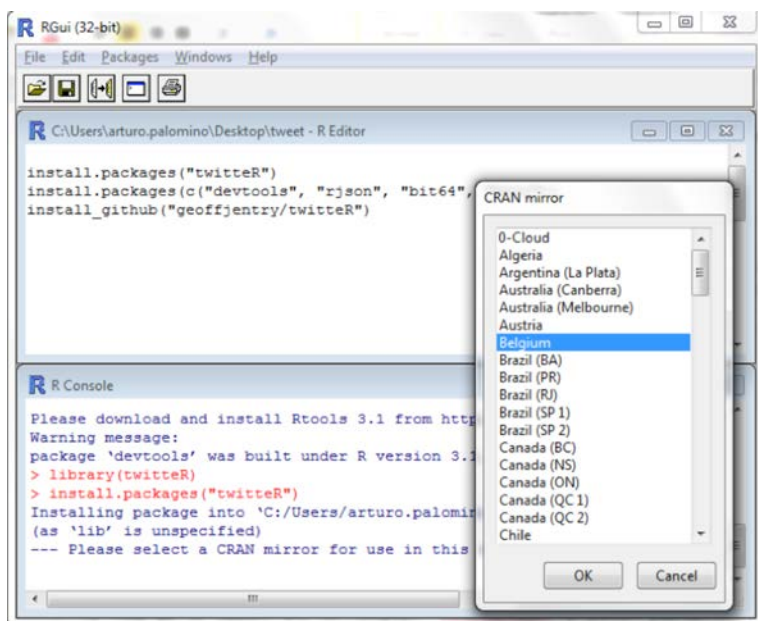 RGui (32-bit)
File Edit Packages Windows Help
C:\Users\arturo.palomino\Desktop\tweet - R Editor
install.packages("twitteR")
install.packages(c("devtools", "rjson", "bit64",
install_github("geoffjentry/twitteR")
CRAN mirror
0-Cloud
Algeria
Argentina (La Plata)
Australia (Canberra)
Australia (Melbourne)
Austria
Belgium
Brazil (BA)
Brazil (PR)
Brazil (RJ)
Brazil (SP 1)
Brazil (SP 2)
Canada (BC)
Canada (NS)
Canada (ON)
Canada (QC 1)
Canada (QC 2)
Chile
OK Cancel
R Console
Please download and install Rtools 3.1 from http
Warning message:
package ‘devtools’ was built under R version 3.1
> library(twitteR)
> install.packages("twitteR")
Installing package into ‘C:/Users/arturo.palomin
(as ‘lib’ is unspecified)
--- Please select a CRAN mirror for use in this